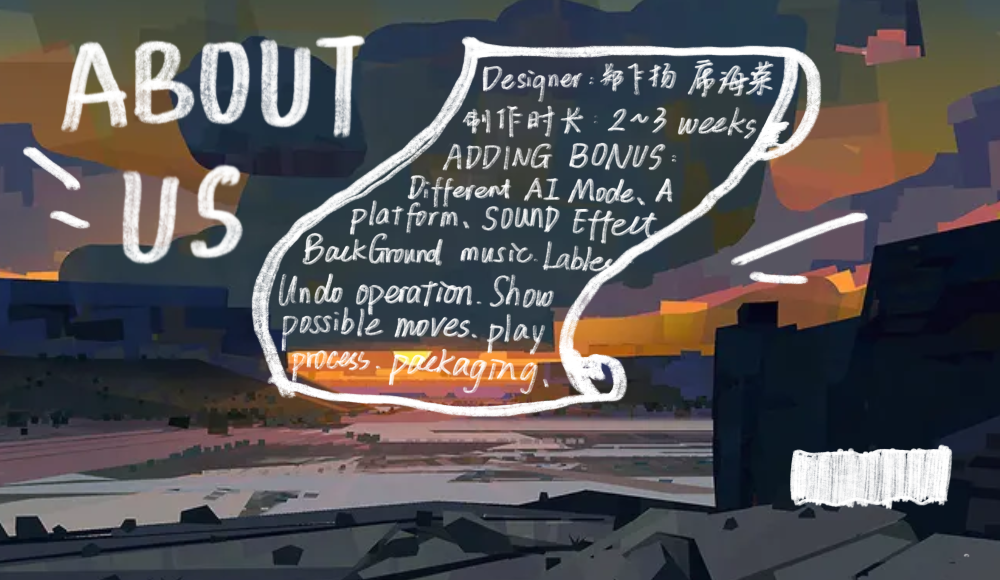 ABOUT
US
Designer: 郑飞扬 席海菜
制作时长: 2~3 weeks
ADDING BONUS:
Different AI Mode、A
platform、SOUND Effect
BackGround music. Lable
Undo operation. Show
possible moves. play
process. packaging.